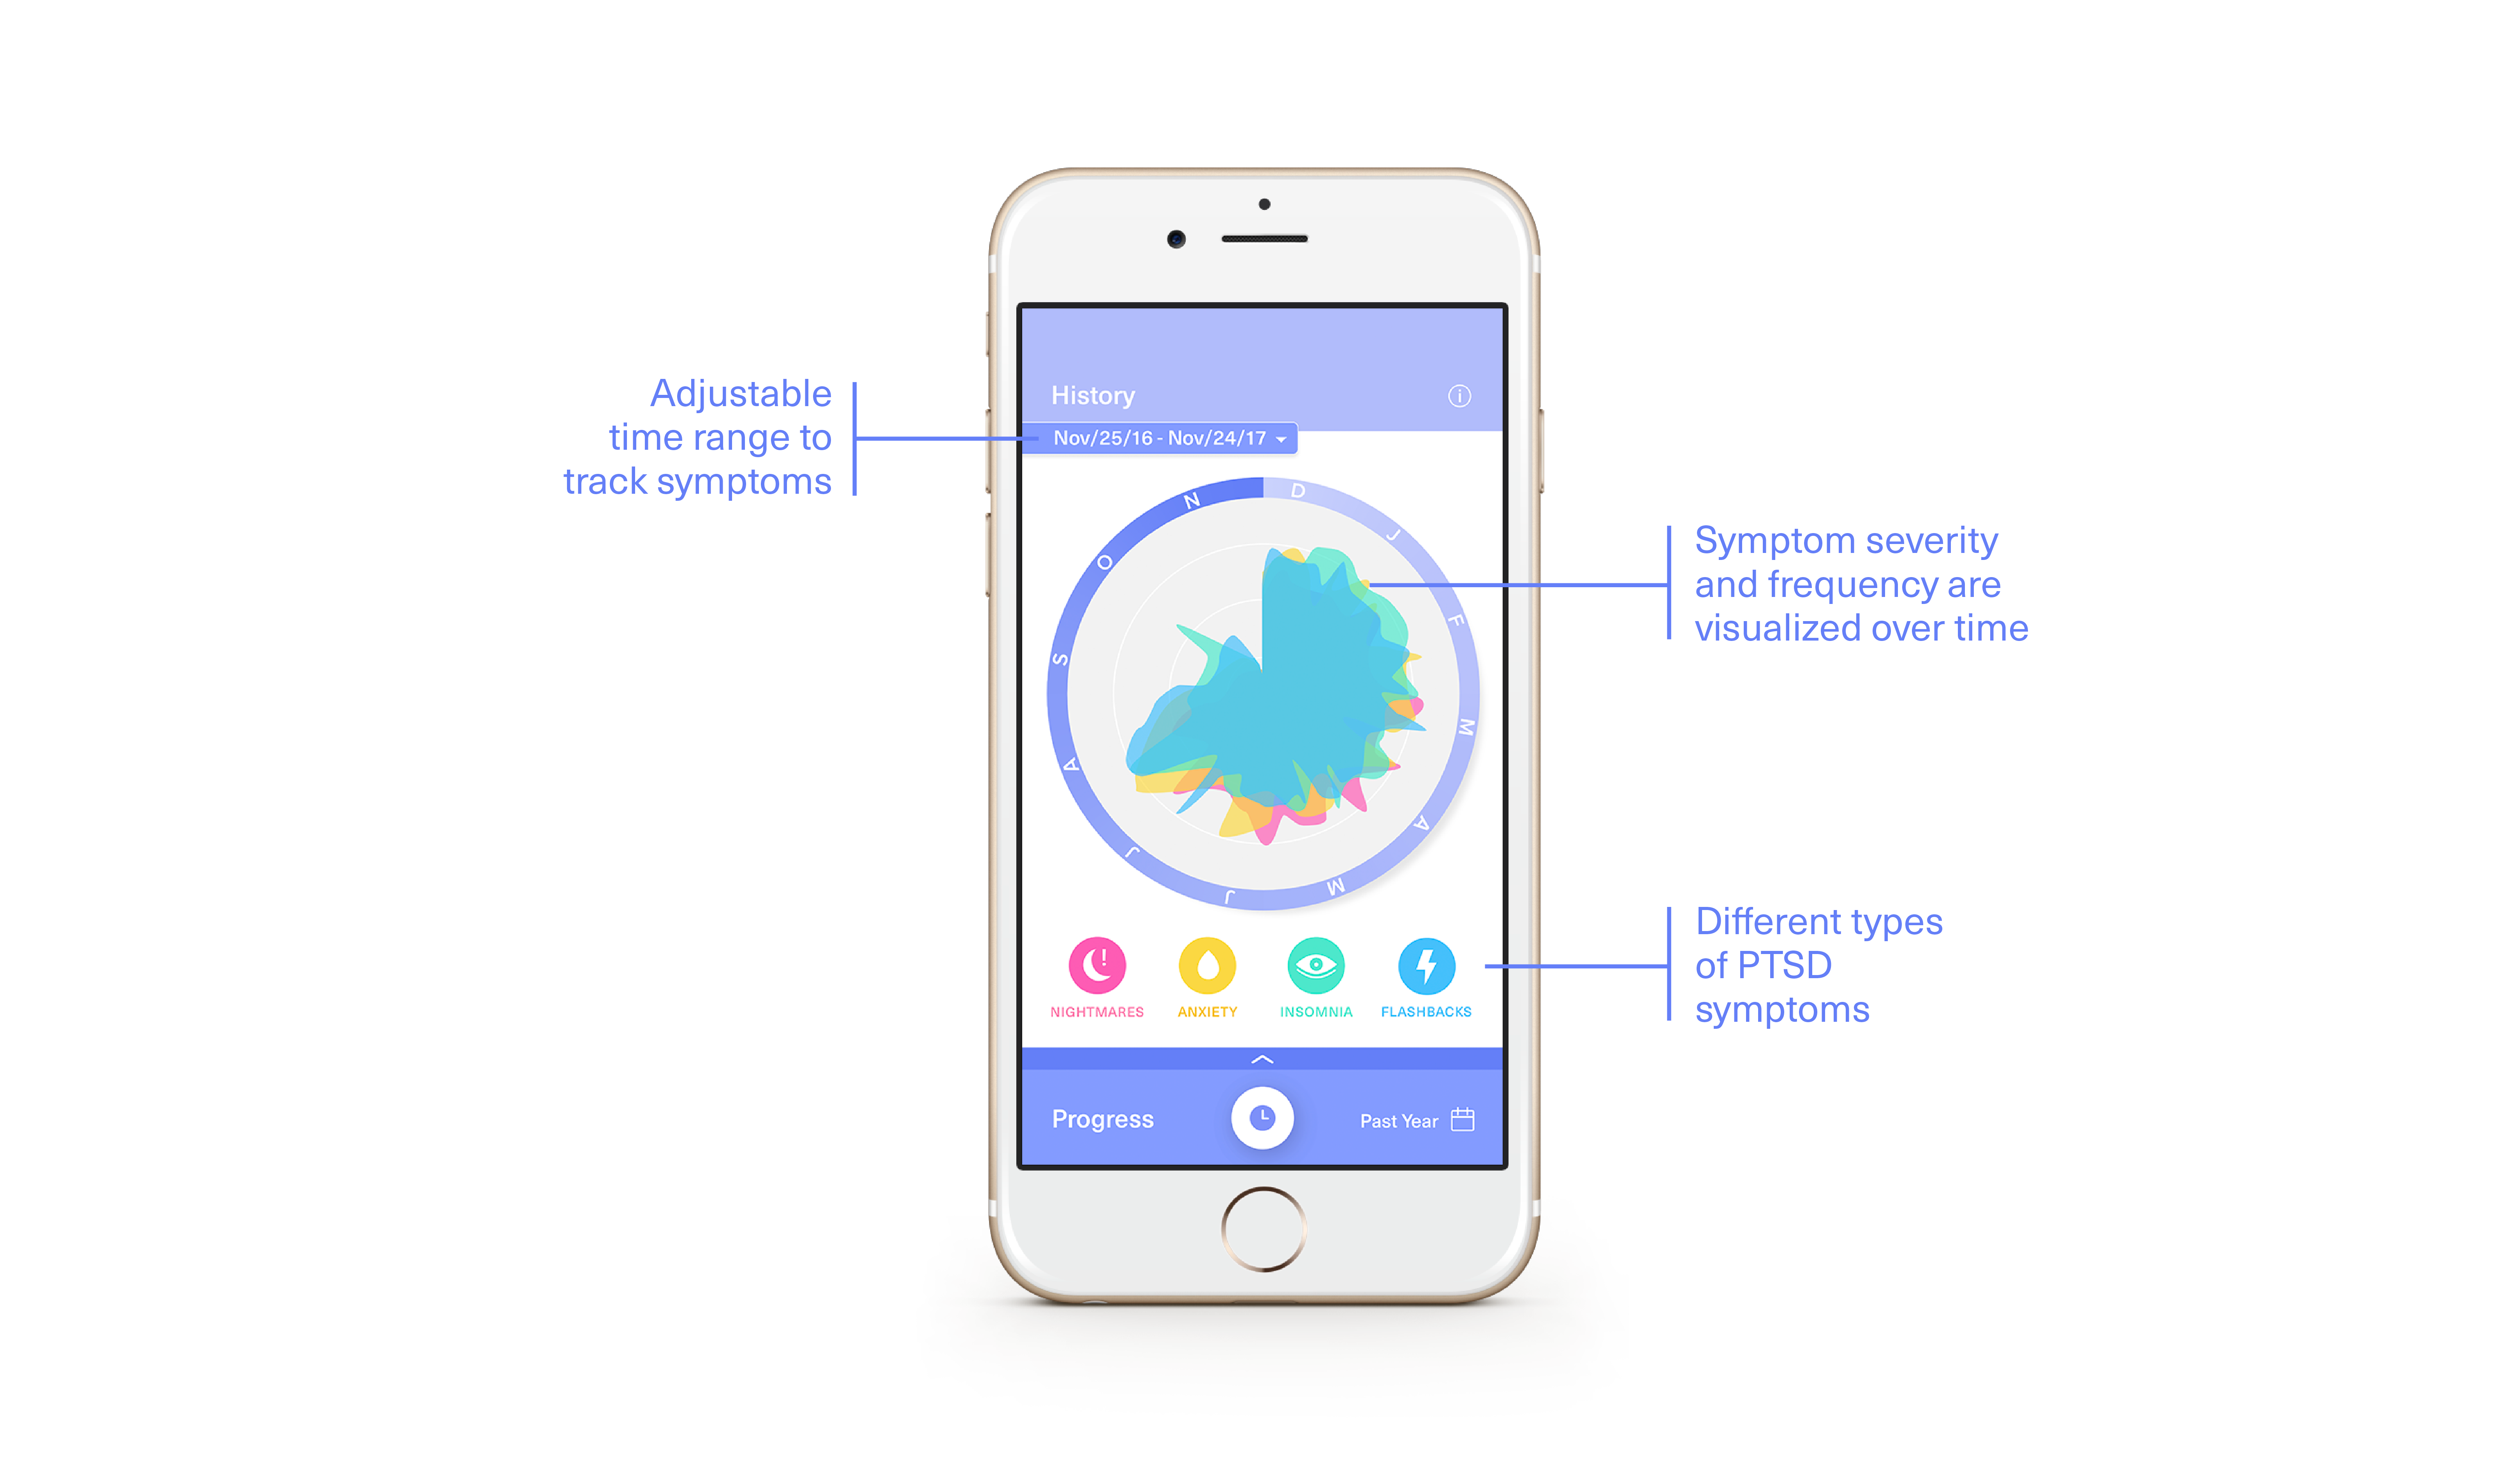 Adjustable
time range to
track symptoms
History
i
Nov/25/16 - Nov/24/17
D
J
F
M
A
M
J
J
A
S
O
N
Symptom severity
and frequency are
visualized over time
NIGHTMARES
ANXIETY
INSOMNIA
FLASHBACKS
Different types
of PTSD
symptoms
Progress
Past Year